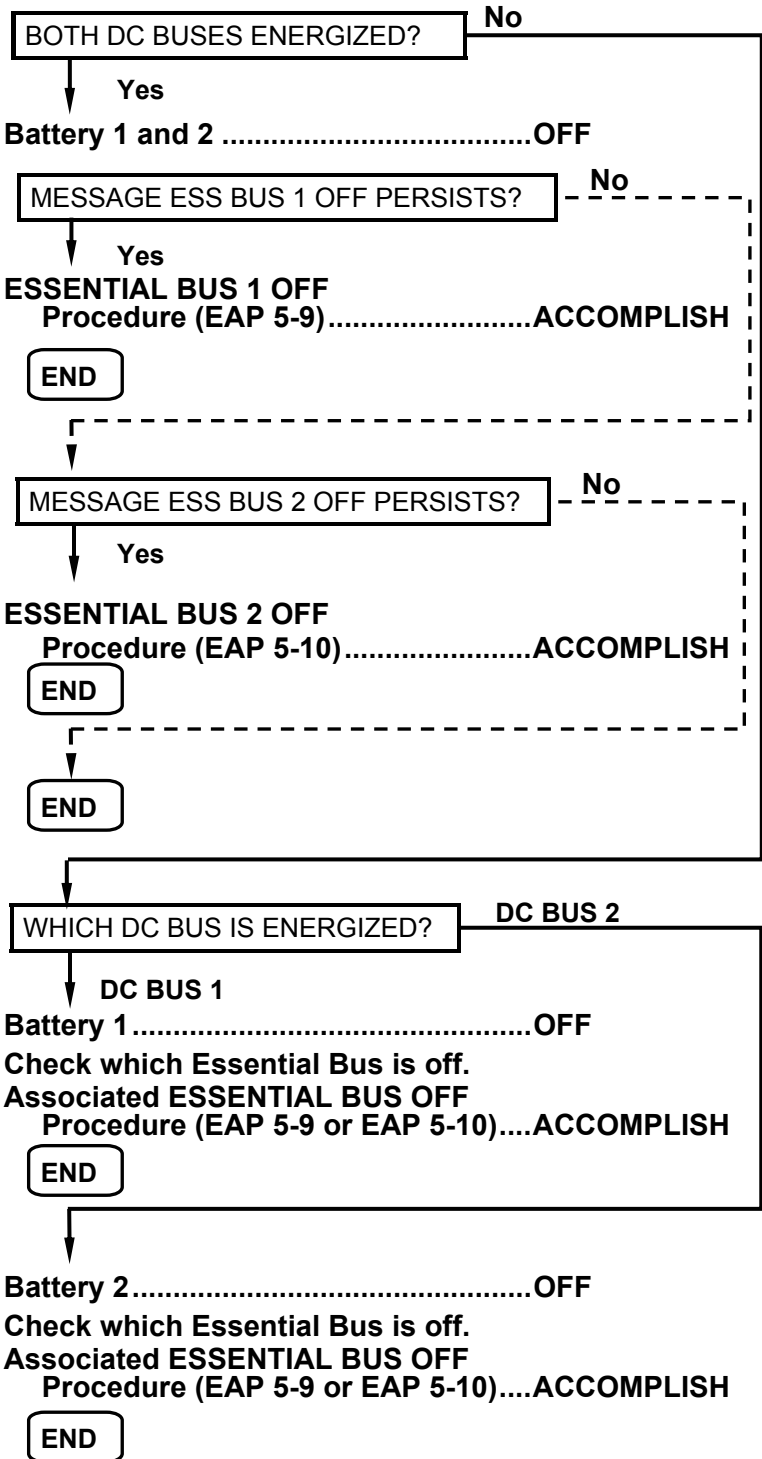 No
BOTH DC BUSES ENERGIZED?
Yes
Battery 1 and 2 ......................................OFF
No
MESSAGE ESS BUS 1 OFF PERSISTS?
Yes
ESSENTIAL BUS 1 OFF
Procedure (EAP 5-9).........................ACCOMPLISH
END
No
MESSAGE ESS BUS 2 OFF PERSISTS?
Yes
ESSENTIAL BUS 2 OFF
Procedure (EAP 5-10).......................ACCOMPLISH
END
END
DC BUS 2
WHICH DC BUS IS ENERGIZED?
DC BUS 1
Battery 1.................................................OFF
Check which Essential Bus is off.
Associated ESSENTIAL BUS OFF
Procedure (EAP 5-9 or EAP 5-10)....ACCOMPLISH
END
Battery 2.................................................OFF
Check which Essential Bus is off.
Associated ESSENTIAL BUS OFF
Procedure (EAP 5-9 or EAP 5-10)....ACCOMPLISH
END